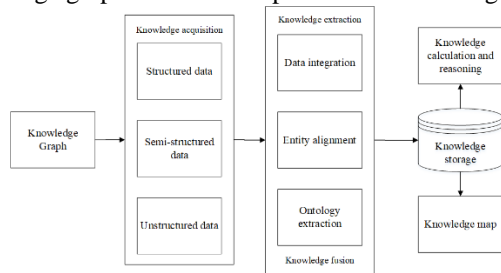 Knowledge acquisition
Structured data
Semi-structured
data
Unstructured data
Knowledge
Graph
Knowledge extraction
Data integration
Entity alignment
Ontology
extraction
Knowledge fusion
Knowledge
calculation and
reasoning
Knowledge
storage
Knowledge map